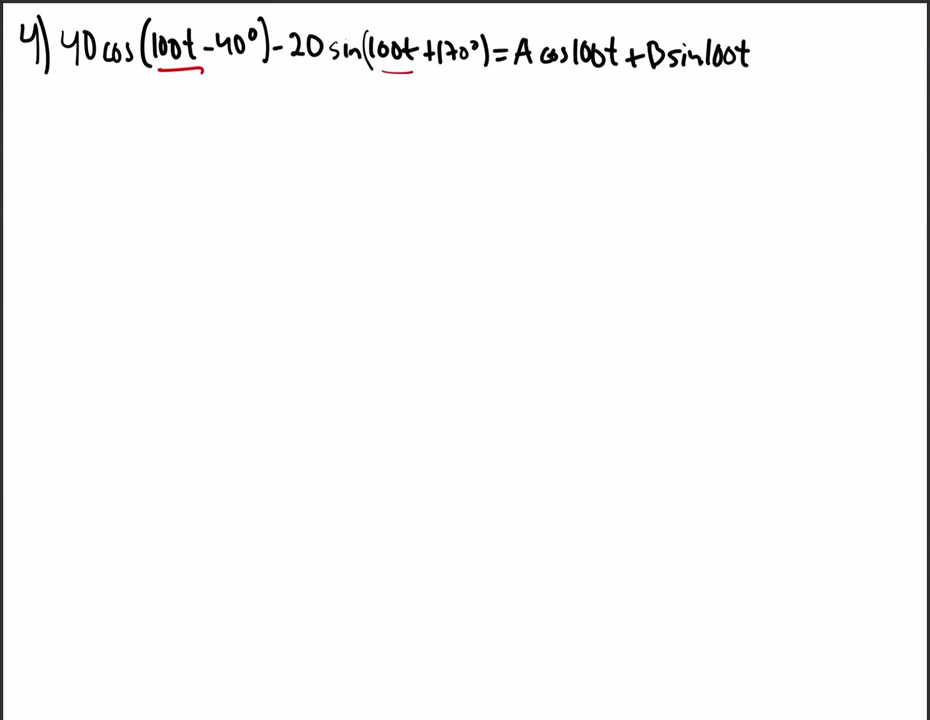 4) 40 cos (100t - 40°) - 20 sin(100t + 170°) = A cos 100t + B sin 100t